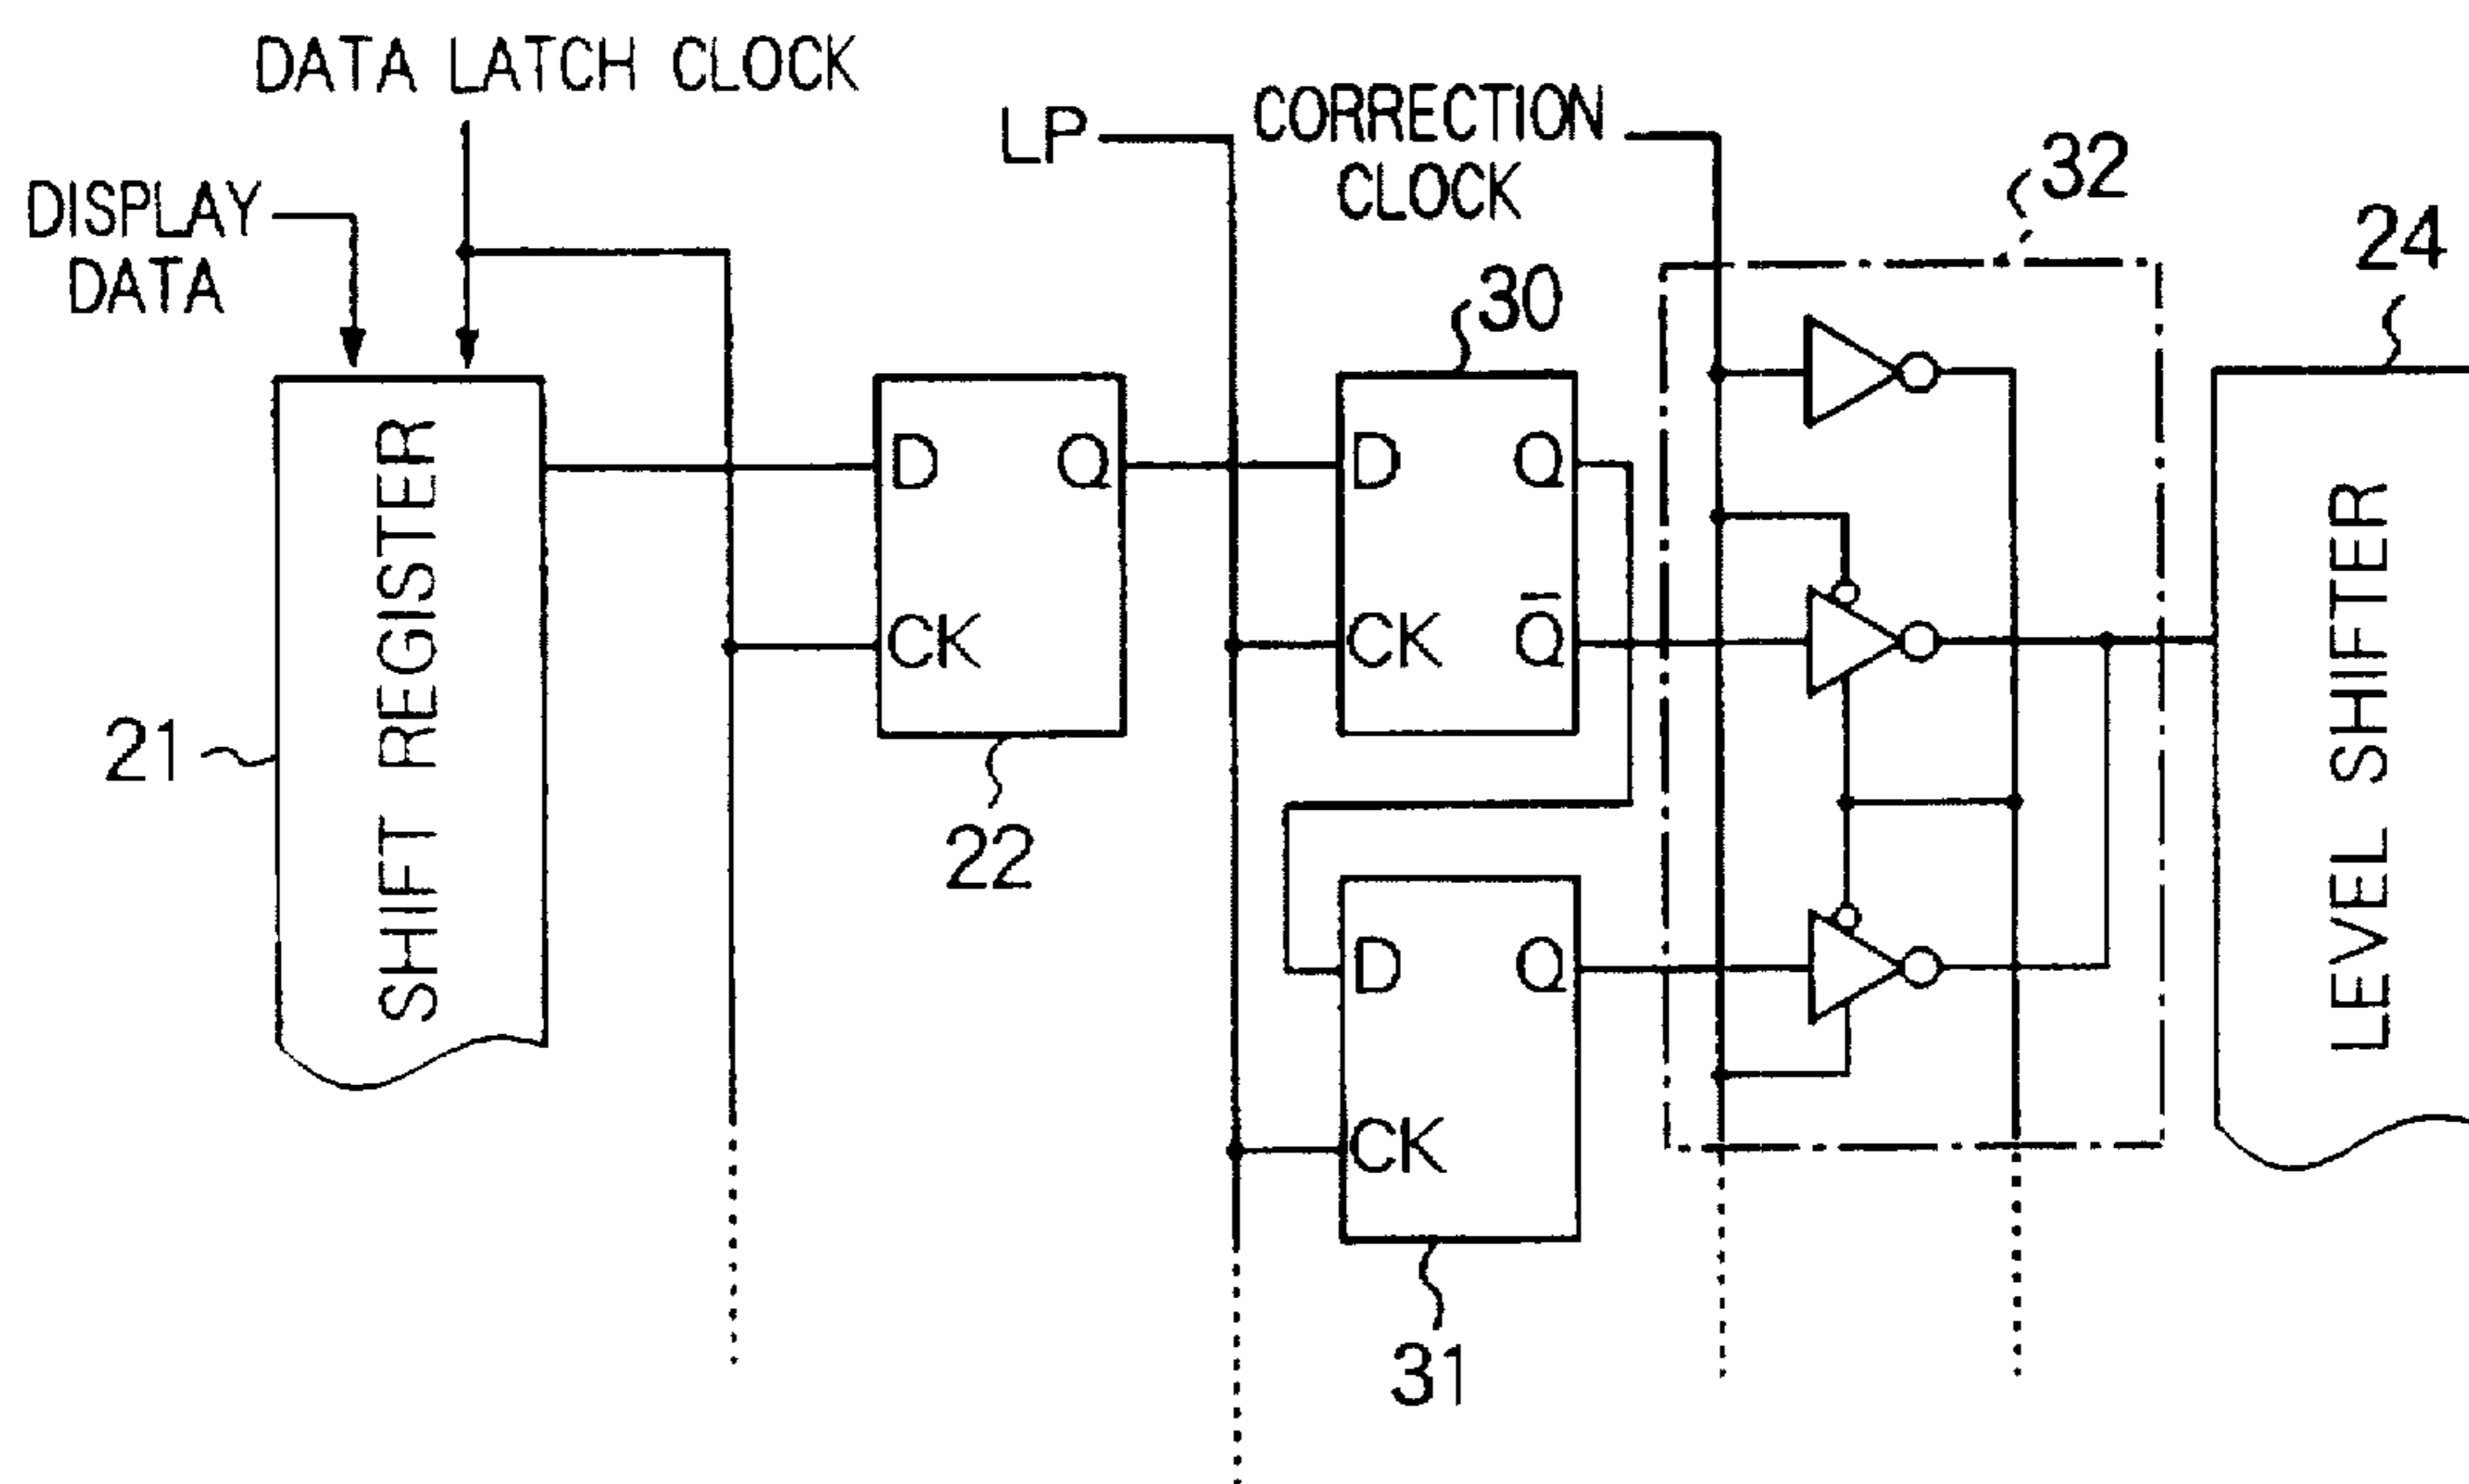 DATA LATCH CLOCK
LP
CORRECTION
CLOCK
32
DISPLAY
DATA
24
30
D
Q
D
Q
CK
CK
Q̅
SHIFT REGISTER
LEVEL SHIFTER
21
22
D
Q
CK
31